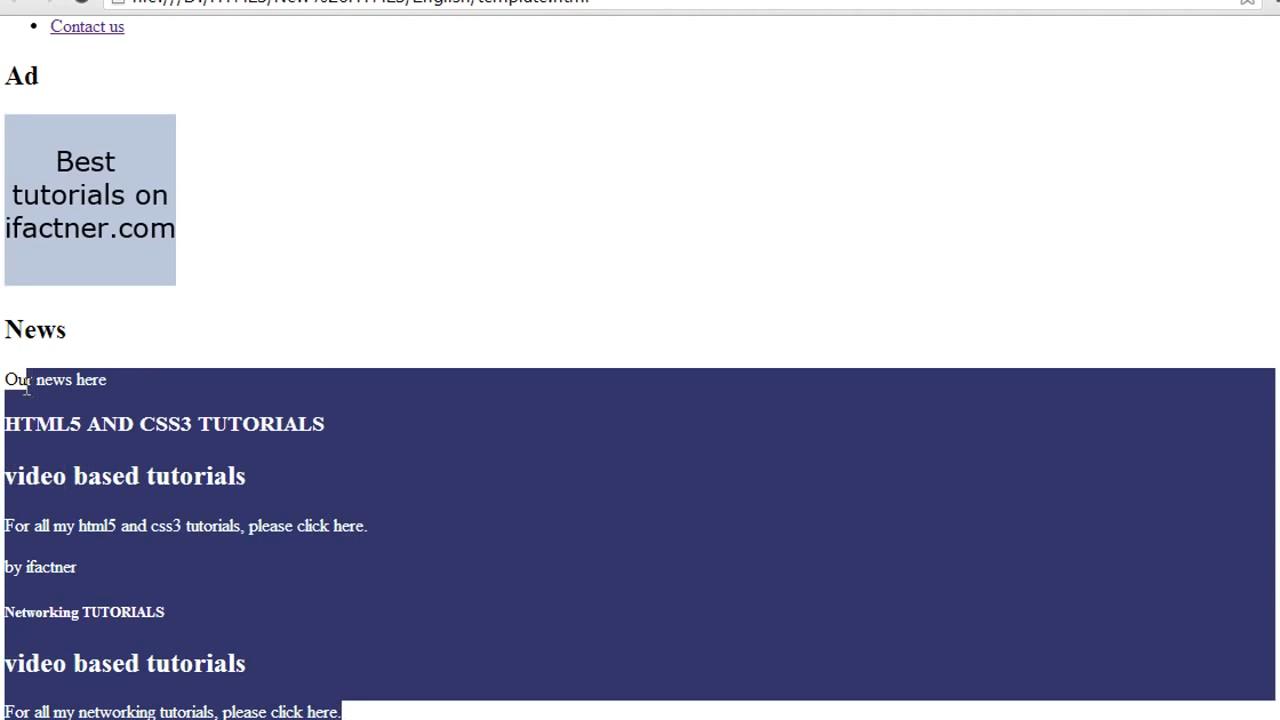 Contact us
Ad
Best
tutorials on
ifactner.com
News
Our news here
HTML5 AND CSS3 TUTORIALS
video based tutorials
For all my html5 and css3 tutorials, please click here.
by ifactner
Networking TUTORIALS
video based tutorials
For all my networking tutorials, please click here.